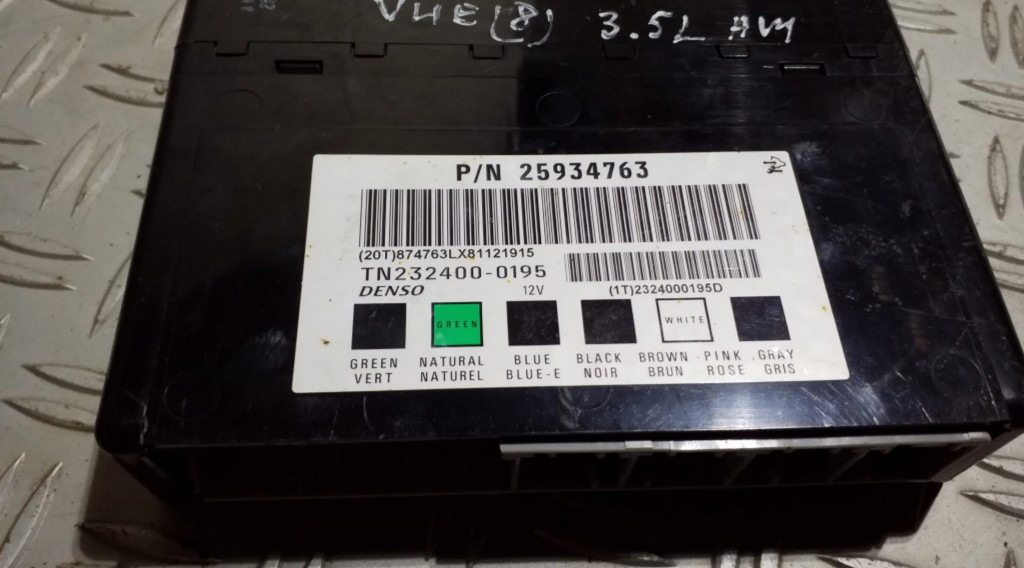 VUE (8) 3.5L AWD
P/N 25934763
(20T)874763LX81121915
TN232400-0195
DENSO 12V (1T)2324000195D
GREEN WHITE
GREEN NATURAL BLUE BLACK BROWN PINK GRAY
VERT NATUREL BLUE-E NOIR BRUN ROSE GRIS